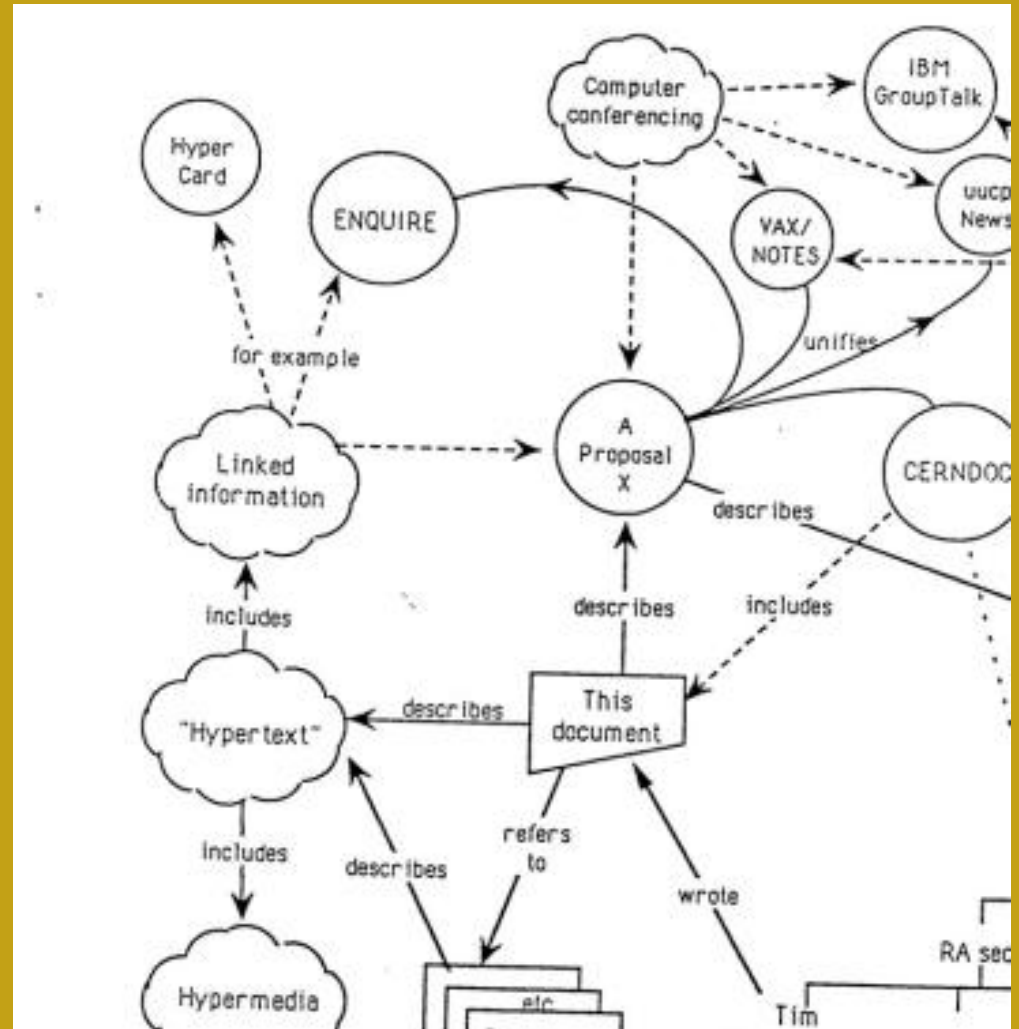 Computer
conferencing
IBM
GroupTalk
Hyper
Card
ENQUIRE
VAX/
NOTES
uucp
News
for example
unifies
A
Proposal
X
Linked
information
CERNDOC
describes
includes
describes
includes
This
document
describes
"Hypertext"
refers
to
includes
describes
wrote
RA sec
Hypermedia
etc
Tim